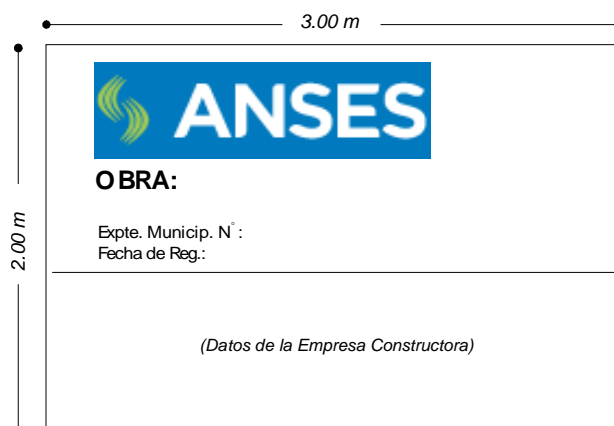 3.00 m
ANSES
OBRA:
2.00 m
Expte. Municip. N°:
Fecha de Reg.:
(Datos de la Empresa Constructora)